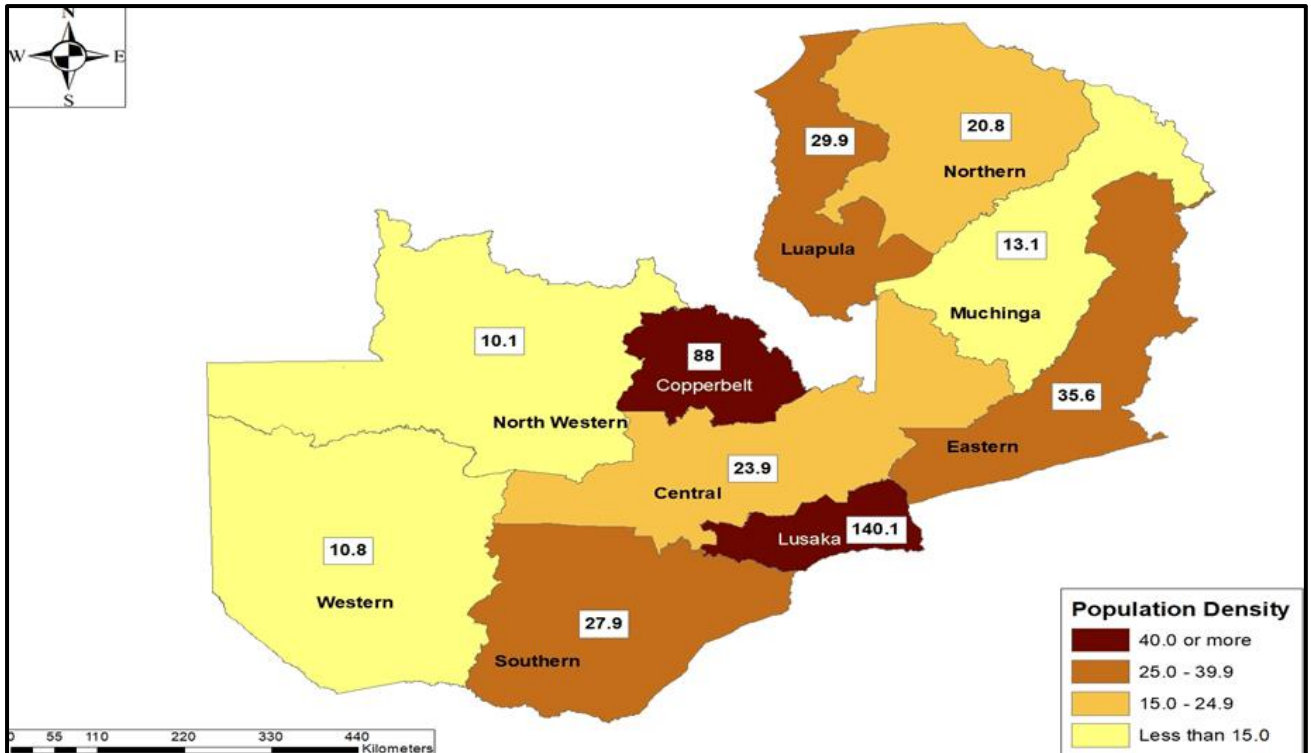 N
W E
S
20.8
29.9
Northern
13.1
Luapula
Muchinga
10.1
88
Copperbelt
35.6
North Western
Eastern
23.9
Central
140.1
Lusaka
10.8
Western
27.9
Southern
Population Density
40.0 or more
25.0 - 39.9
15.0 - 24.9
Less than 15.0
0 55 110 220 330 440
Kilometers